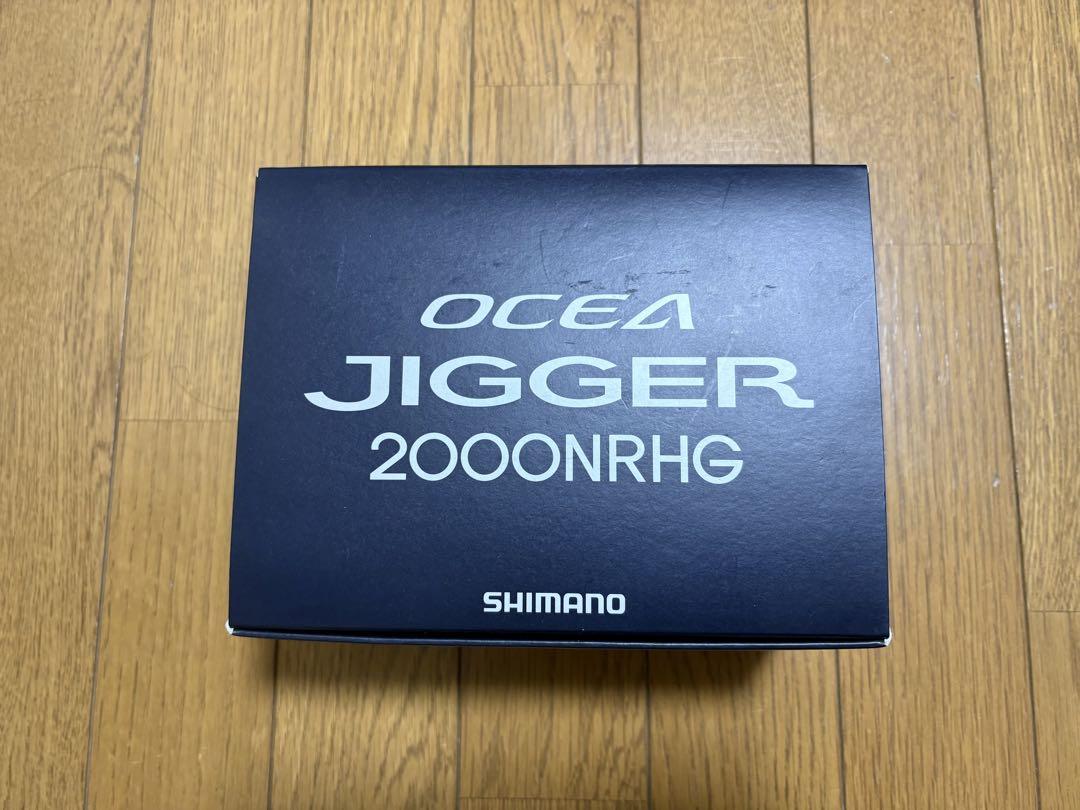 OCEA
JIGGER
2000NRHG
SHIMANO